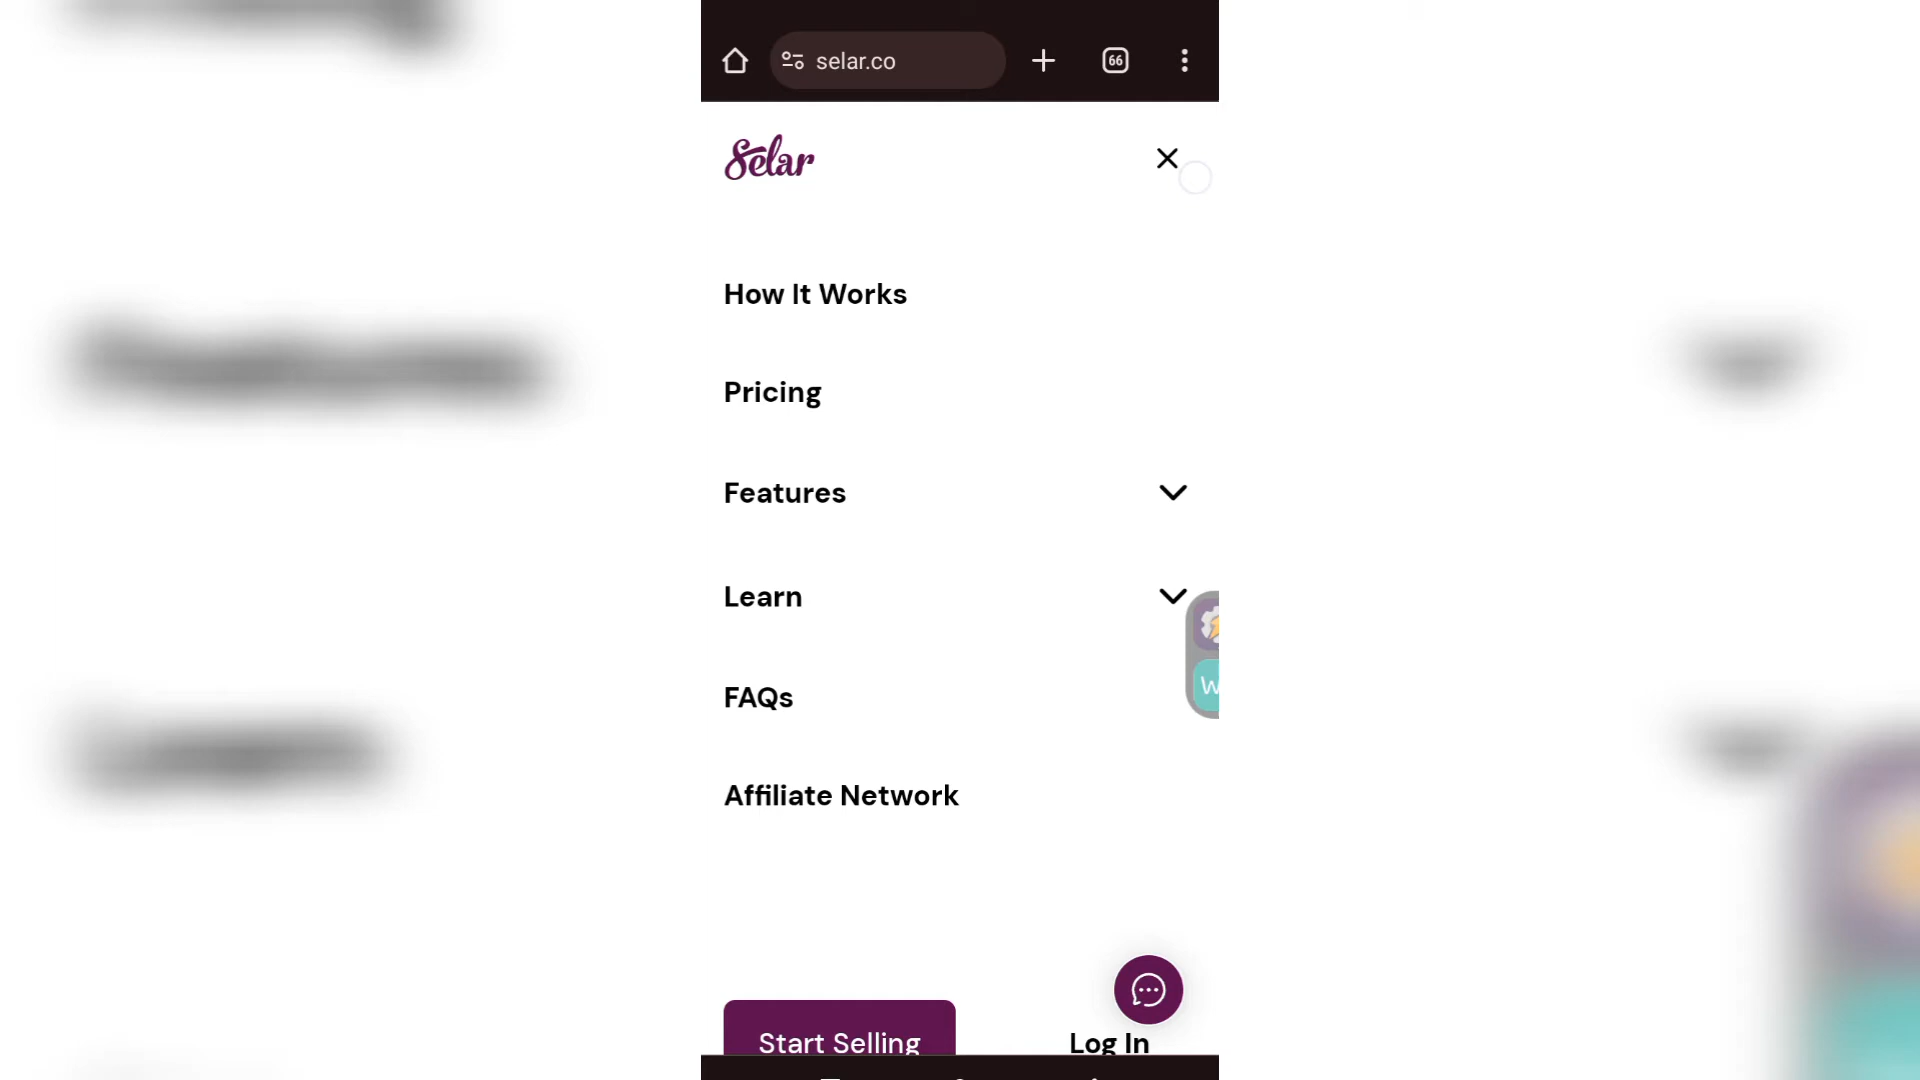 selar.co
66
Selar
How It Works
Pricing
Features
Learn
FAQs
Affiliate Network
W
Start Selling
Log In